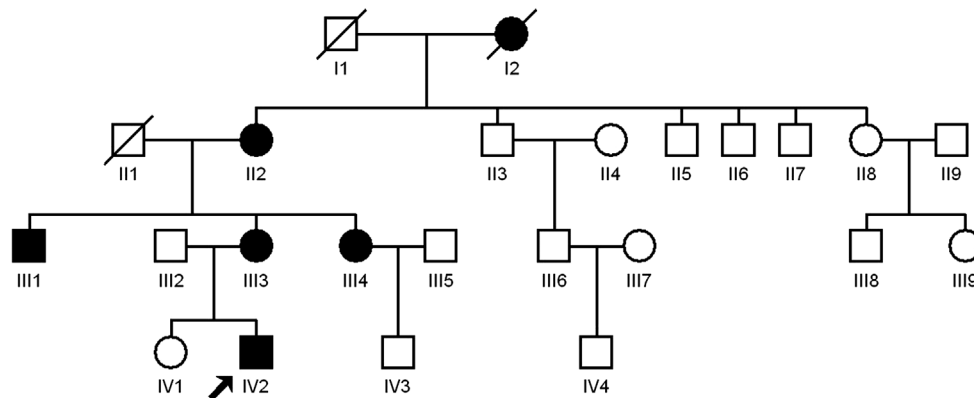 I1 I2
II1 II2 II3 II4 II5 II6 II7 II8 II9
III1 III2 III3 III4 III5 III6 III7 III8 III9
IV1 IV2 IV3 IV4